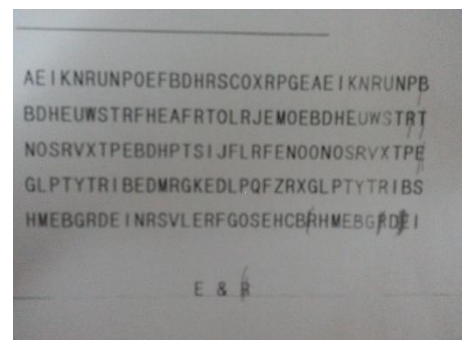 AEIKNRUNPOEFBDHRSCOXRPGEAEIKNRUNPB
BDHEUWSTRFHEAFRTOLRJEMOEBDHEUWSTRT
NOSRVXTPEBDHPTSIJFLRFENOONOSRVXTPE
GLPTYTRIBEDMRGKEDLPQFZRXGLPTYTRIBS
HMEBGRDEINRSVLERFGOSEHCBRHMEBGRDEI
E & R